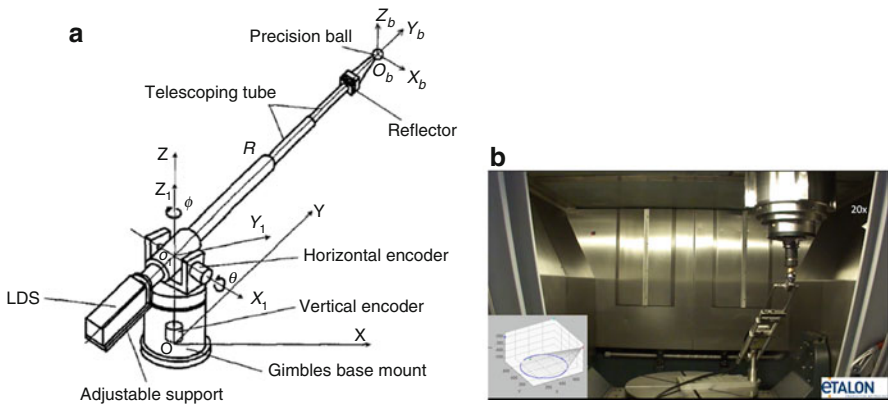 a
Precision ball
Z_b
Y_b
O_b
X_b
Telescoping tube
Reflector
R
Z
Z_1
ϕ
Y
Y_1
O_1
Horizontal encoder
θ
LDS
X_1
Vertical encoder
X
O
Gimbles base mount
Adjustable support
b
20x
eTALON